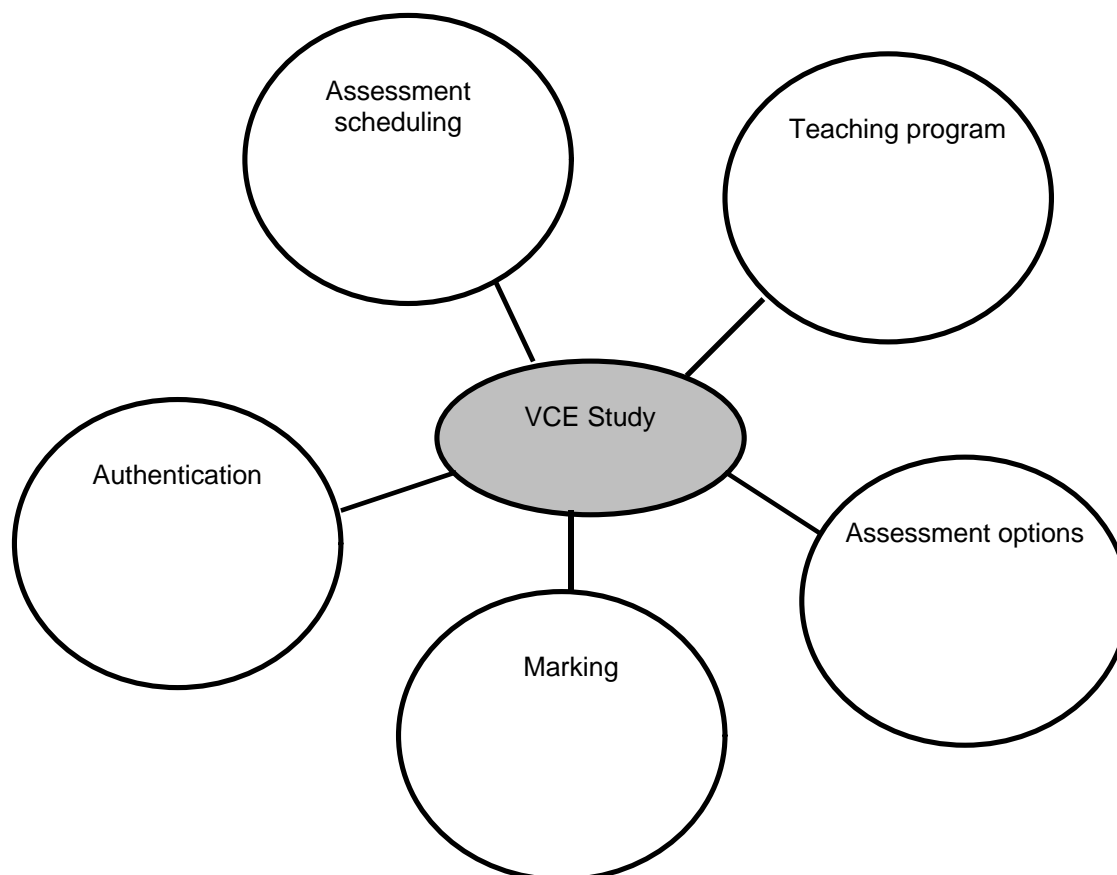 Assessment
scheduling
Teaching program
VCE Study
Authentication
Assessment options
Marking